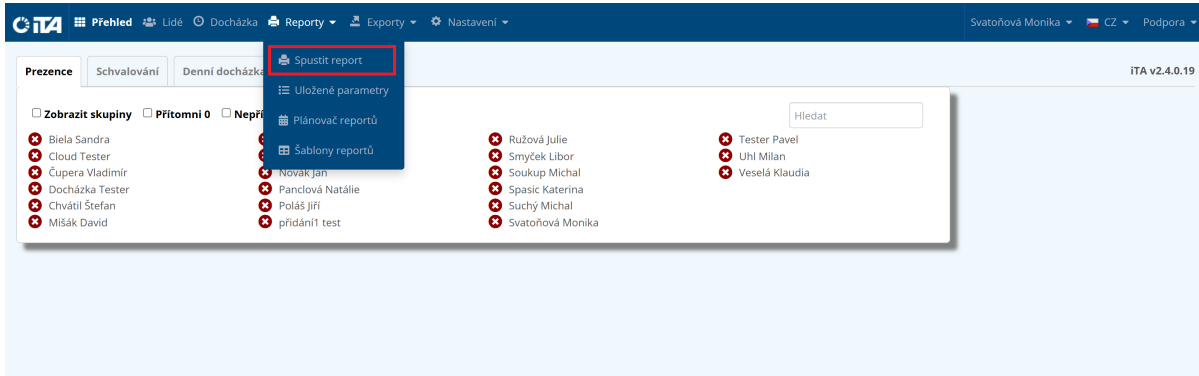 iTA Přehled Lidé Docházka Reporty Exporty Nastavení Svatoňová Monika CZ Podpora
Spustit report
Uložené parametry
Plánovač reportů
Šablony reportů
Prezence Schvalování Denní docházka iTA v2.4.0.19
Zobrazit skupiny Přítomni 0 Hledat
Biela Sandra Ružová Julie Tester Pavel
Cloud Tester Smyček Libor Uhl Milan
Čupera Vladimír Novák Jan Soukup Michal Veselá Klaudia
Docházka Tester Panclová Natálie Spasic Katerina
Chvátil Štefan Poláš Jiří Suchý Michal
Mišák David přidání1 test Svatoňová Monika